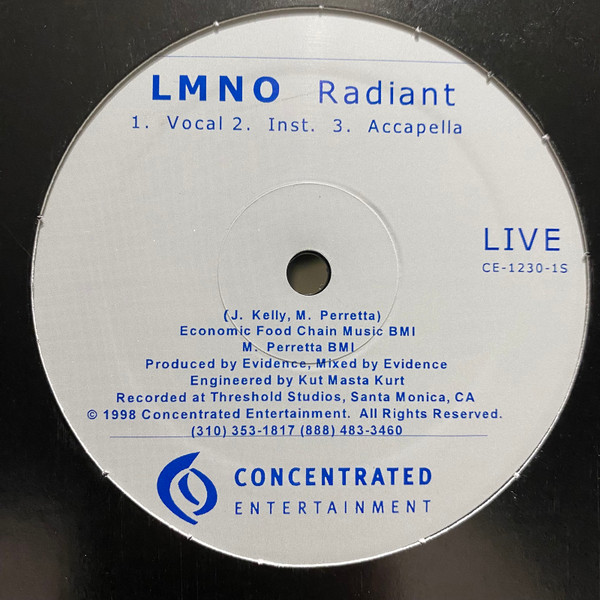 LMNO Radiant
1. Vocal 2. Inst. 3. Accapella
LIVE
CE-1230-1S
(J. Kelly, M. Perretta)
Economic Food Chain Music BMI
M. Perretta BMI
Produced by Evidence, Mixed by Evidence
Engineered by Kut Masta Kurt
Recorded at Threshold Studios, Santa Monica, CA
© 1998 Concentrated Entertainment. All Rights Reserved.
(310) 353-1817 (888) 483-3460
CONCENTRATED
ENTERTAINMENT